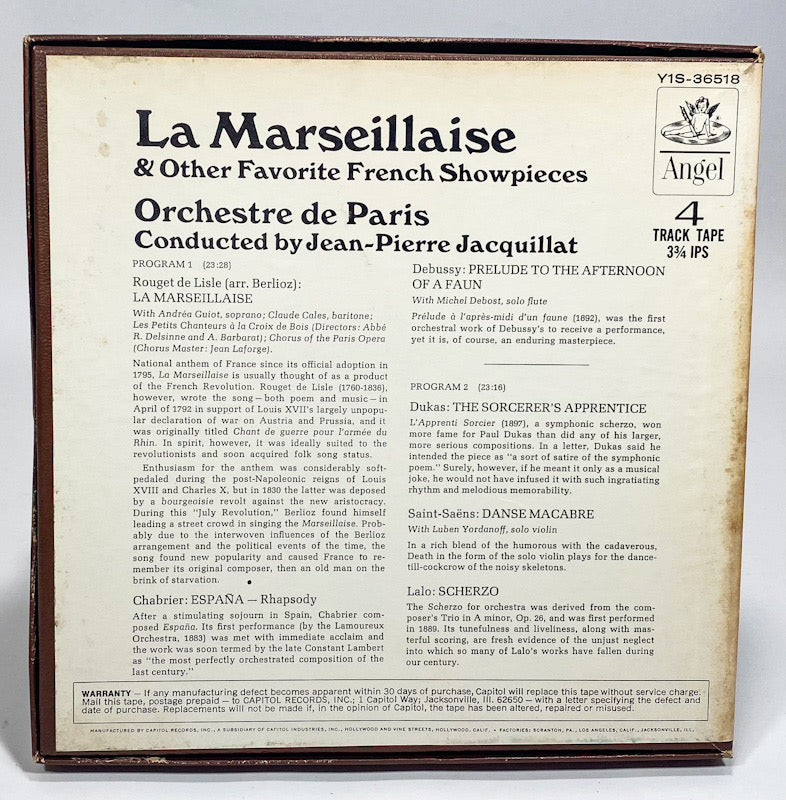 Y1S-36518
Angel
4
TRACK TAPE
3¾ IPS
La Marseillaise
& Other Favorite French Showpieces
Orchestre de Paris
Conducted by Jean-Pierre Jacquillat
PROGRAM 1 (23:28)
Rouget de Lisle (arr. Berlioz):
LA MARSEILLAISE
With Andréa Guiot, soprano; Claude Cales, baritone;
Les Petits Chanteurs à la Croix de Bois (Directors: Abbé
R. Delsinne and A. Barbarat); Chorus of the Paris Opera
(Chorus Master: Jean Laforge).
National anthem of France since its official adoption in
1795, La Marseillaise is usually thought of as a product
of the French Revolution. Rouget de Lisle (1760-1836),
however, wrote the song — both poem and music — in
April of 1792 in support of Louis XVII's largely unpopu-
lar declaration of war on Austria and Prussia, and it
was originally titled Chant de guerre pour l'armée du
Rhin. In spirit, however, it was ideally suited to the
revolutionists and soon acquired folk song status.
Enthusiasm for the anthem was considerably soft-
pedaled during the post-Napoleonic reigns of Louis
XVIII and Charles X, but in 1830 the latter was deposed
by a bourgeoisie revolt against the new aristocracy.
During this "July Revolution," Berlioz found himself
leading a street crowd in singing the Marseillaise. Prob-
ably due to the interwoven influences of the Berlioz
arrangement and the political events of the time, the
song found new popularity and caused France to re-
member its original composer, then an old man on the
brink of starvation.
Chabrier: ESPAÑA — Rhapsody
After a stimulating sojourn in Spain, Chabrier com-
posed España. Its first performance (by the Lamoureux
Orchestra, 1883) was met with immediate acclaim and
the work was soon termed by the late Constant Lambert
as "the most perfectly orchestrated composition of the
last century."
Debussy: PRELUDE TO THE AFTERNOON
OF A FAUN
With Michel Debost, solo flute
Prélude à l'après-midi d'un faune (1892), was the first
orchestral work of Debussy's to receive a performance,
yet it is, of course, an enduring masterpiece.
PROGRAM 2 (23:16)
Dukas: THE SORCERER'S APPRENTICE
L'Apprenti Sorcier (1897), a symphonic scherzo, won
more fame for Paul Dukas than did any of his larger,
more serious compositions. In a letter, Dukas said he
intended the piece as "a sort of satire of the symphonic
poem." Surely, however, if he meant it only as a musical
joke, he would not have infused it with such ingratiating
rhythm and melodious memorability.
Saint-Saëns: DANSE MACABRE
With Luben Yordanoff, solo violin
In a rich blend of the humorous with the cadaverous,
Death in the form of the solo violin plays for the dance-
till-cockcrow of the noisy skeletons.
Lalo: SCHERZO
The Scherzo for orchestra was derived from the com-
poser's Trio in A minor, Op. 26, and was first performed
in 1889. Its tunefulness and liveliness, along with mas-
terful scoring, are fresh evidence of the unjust neglect
into which so many of Lalo's works have fallen during
our century.
WARRANTY — If any manufacturing defect becomes apparent within 30 days of purchase, Capitol will replace this tape without service charge.
Mail this tape, postage prepaid — to CAPITOL RECORDS, INC.; 1 Capitol Way; Jacksonville, Ill. 62650 — with a letter specifying the defect and
date of purchase. Replacements will not be made if, in the opinion of Capitol, the tape has been altered, repaired or misused.
MANUFACTURED BY CAPITOL RECORDS, INC., A SUBSIDIARY OF CAPITOL INDUSTRIES, INC., HOLLYWOOD AND VINE STREETS, HOLLYWOOD, CALIF. • FACTORIES: SCRANTON, PA., LOS ANGELES, CALIF., JACKSONVILLE, ILL.